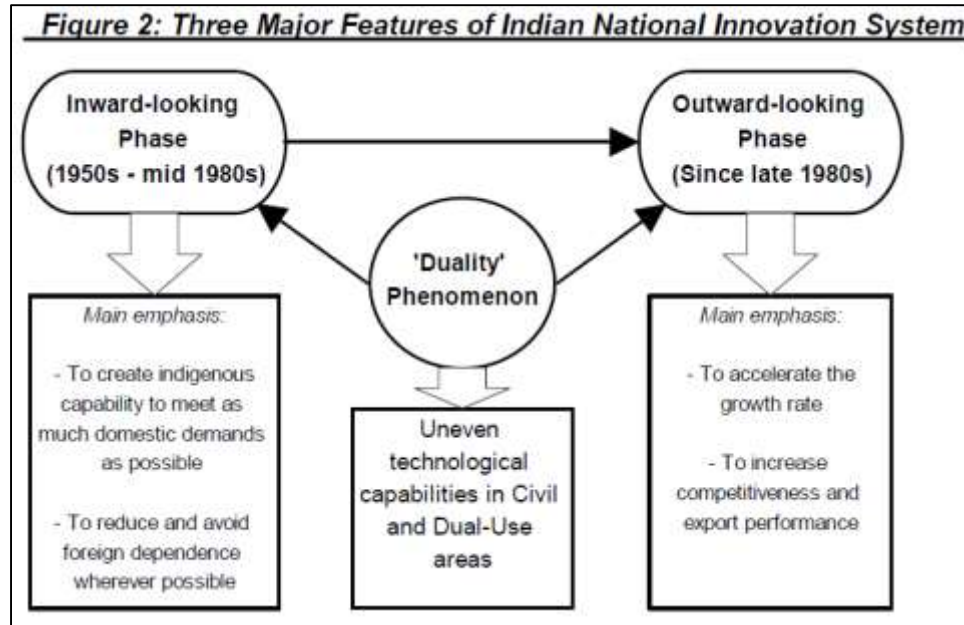 Figure 2: Three Major Features of Indian National Innovation System
Inward-looking
Phase
(1950s - mid 1980s)
Outward-looking
Phase
(Since late 1980s)
'Duality'
Phenomenon
Main emphasis:
- To create indigenous
capability to meet as
much domestic demands
as possible
- To reduce and avoid
foreign dependence
wherever possible
Uneven
technological
capabilities in Civil
and Dual-Use
areas
Main emphasis:
- To accelerate the
growth rate
- To increase
competitiveness and
export performance